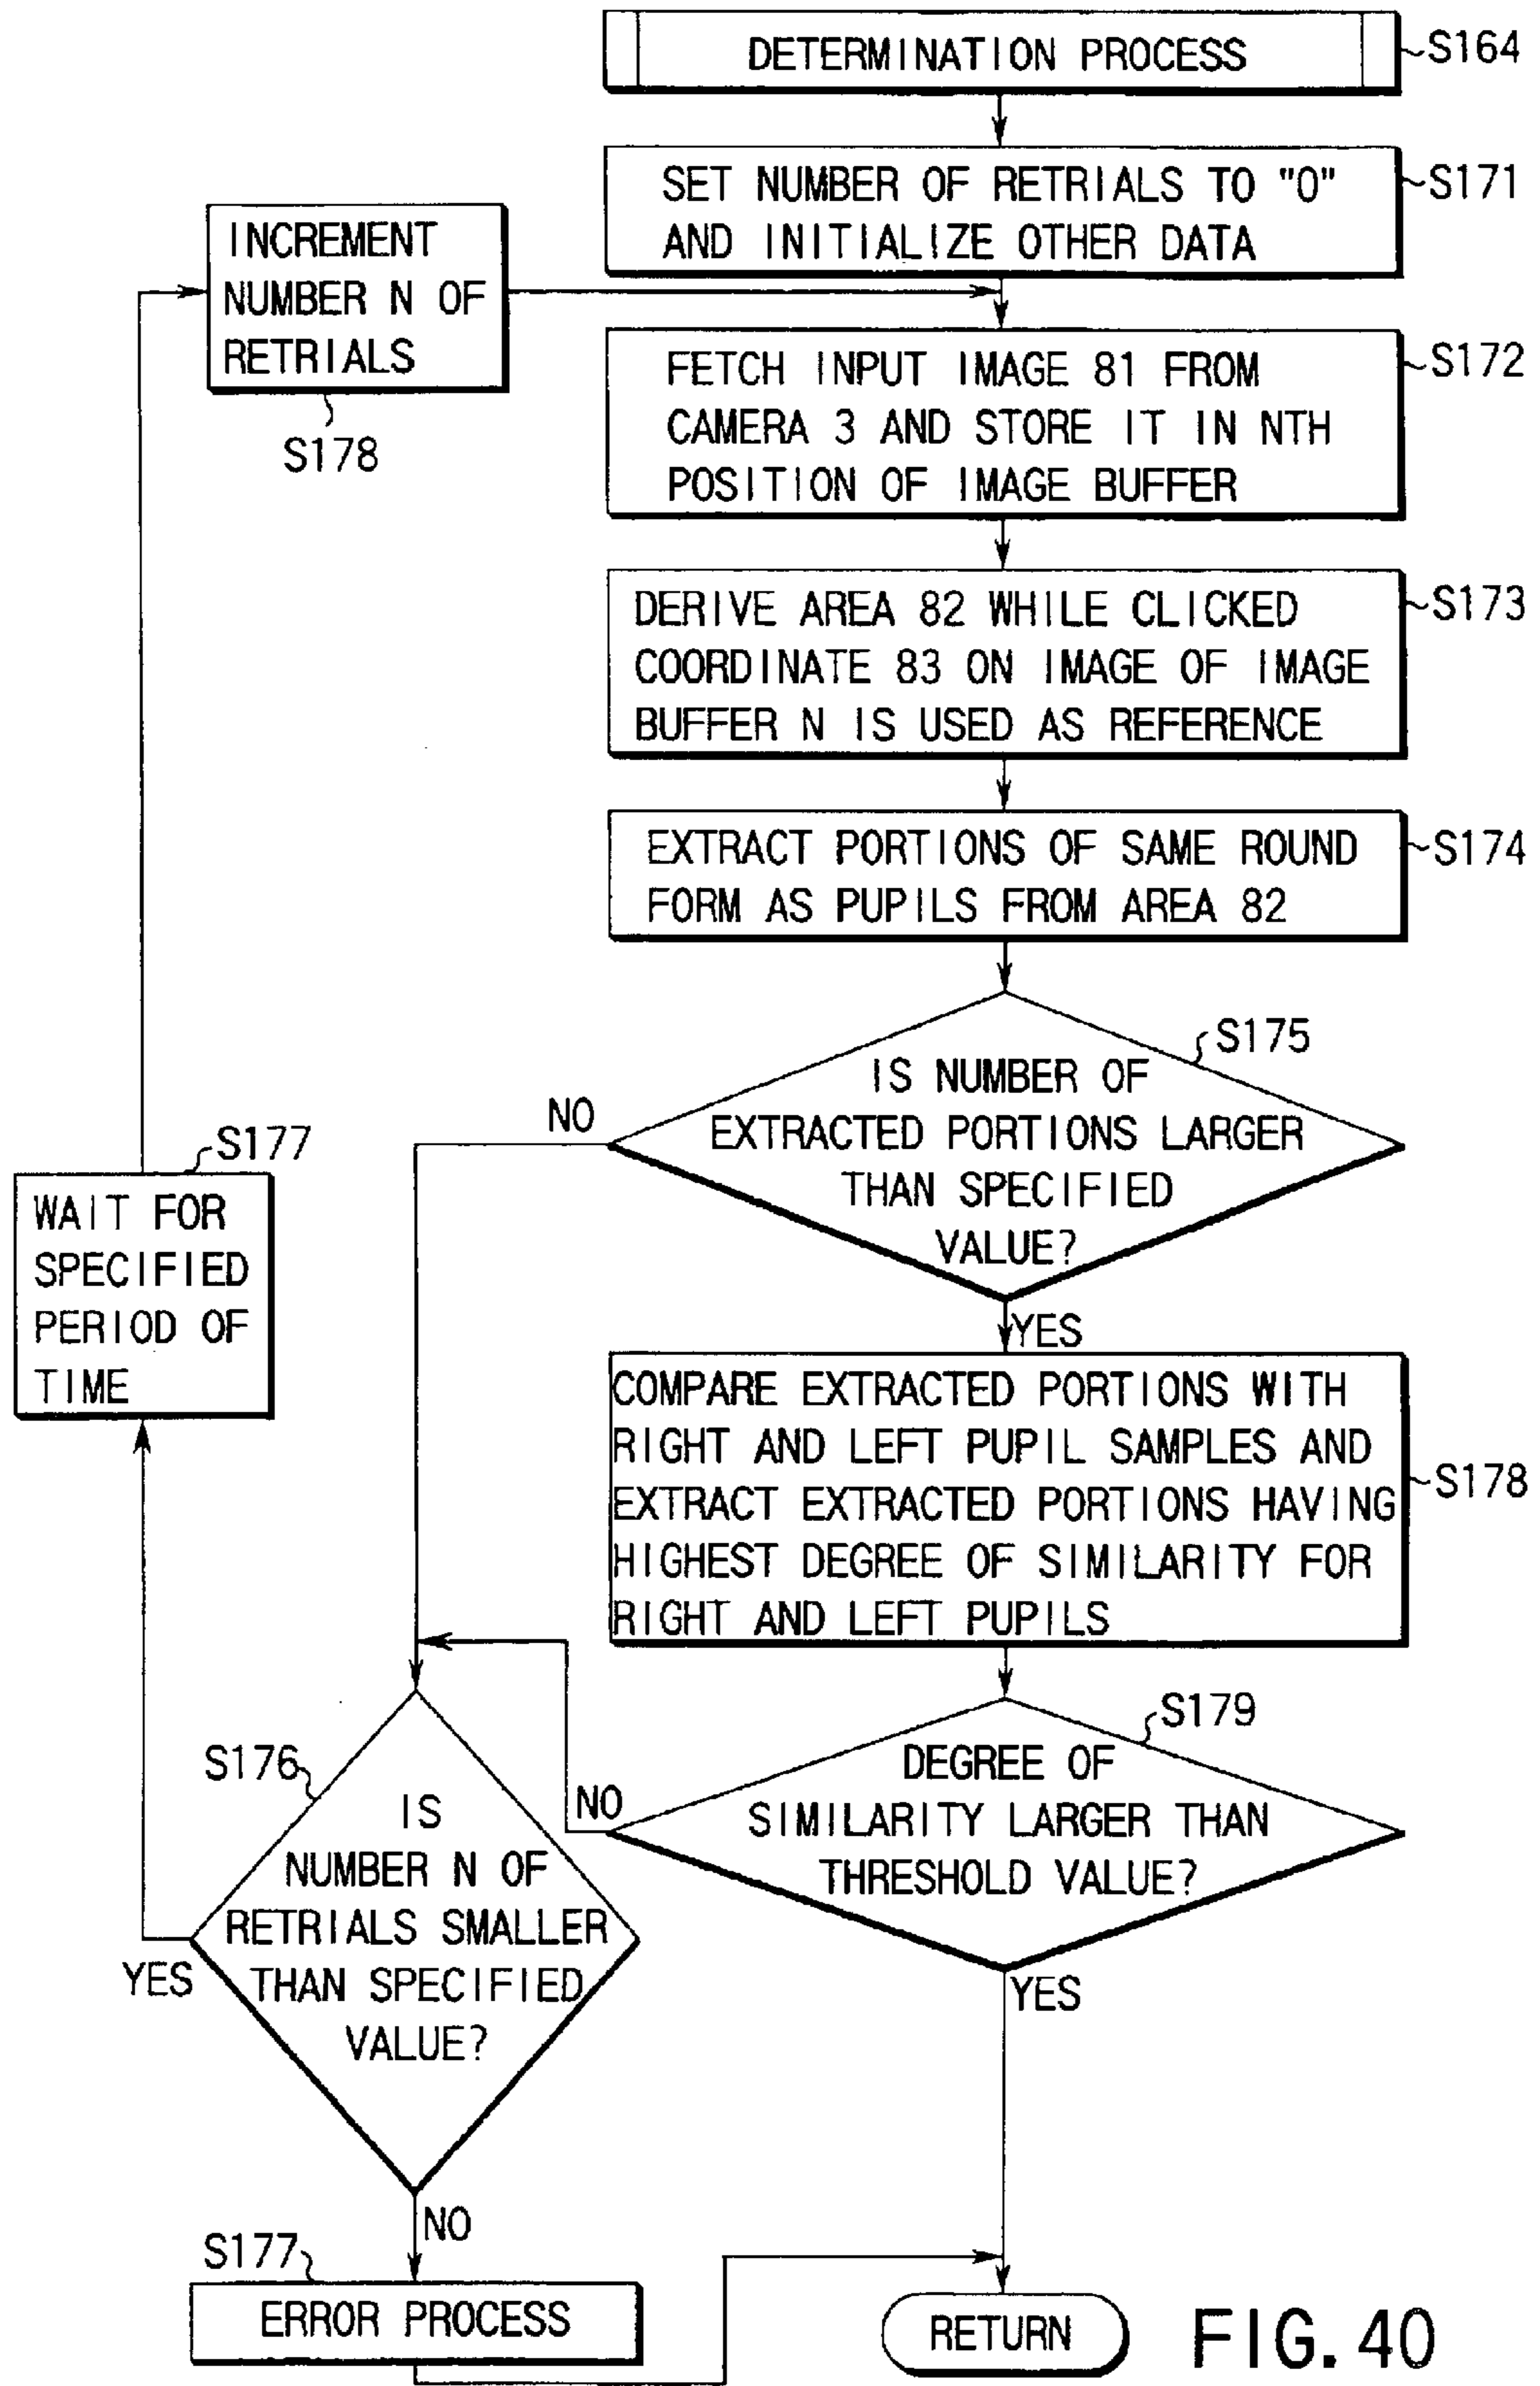 DETERMINATION PROCESS
S164
SET NUMBER OF RETRIALS TO "0"
AND INITIALIZE OTHER DATA
S171
INCREMENT
NUMBER N OF
RETRIALS
S178
FETCH INPUT IMAGE 81 FROM
CAMERA 3 AND STORE IT IN NTH
POSITION OF IMAGE BUFFER
S172
DERIVE AREA 82 WHILE CLICKED
COORDINATE 83 ON IMAGE OF IMAGE
BUFFER N IS USED AS REFERENCE
S173
EXTRACT PORTIONS OF SAME ROUND
FORM AS PUPILS FROM AREA 82
S174
IS NUMBER OF
EXTRACTED PORTIONS LARGER
THAN SPECIFIED
VALUE?
S175
NO
YES
S177
WAIT FOR
SPECIFIED
PERIOD OF
TIME
COMPARE EXTRACTED PORTIONS WITH
RIGHT AND LEFT PUPIL SAMPLES AND
EXTRACT EXTRACTED PORTIONS HAVING
HIGHEST DEGREE OF SIMILARITY FOR
RIGHT AND LEFT PUPILS
S178
S179
DEGREE OF
SIMILARITY LARGER THAN
THRESHOLD VALUE?
NO
YES
S176
IS
NUMBER N OF
RETRIALS SMALLER
THAN SPECIFIED
VALUE?
YES
NO
S177
ERROR PROCESS
RETURN
FIG. 40